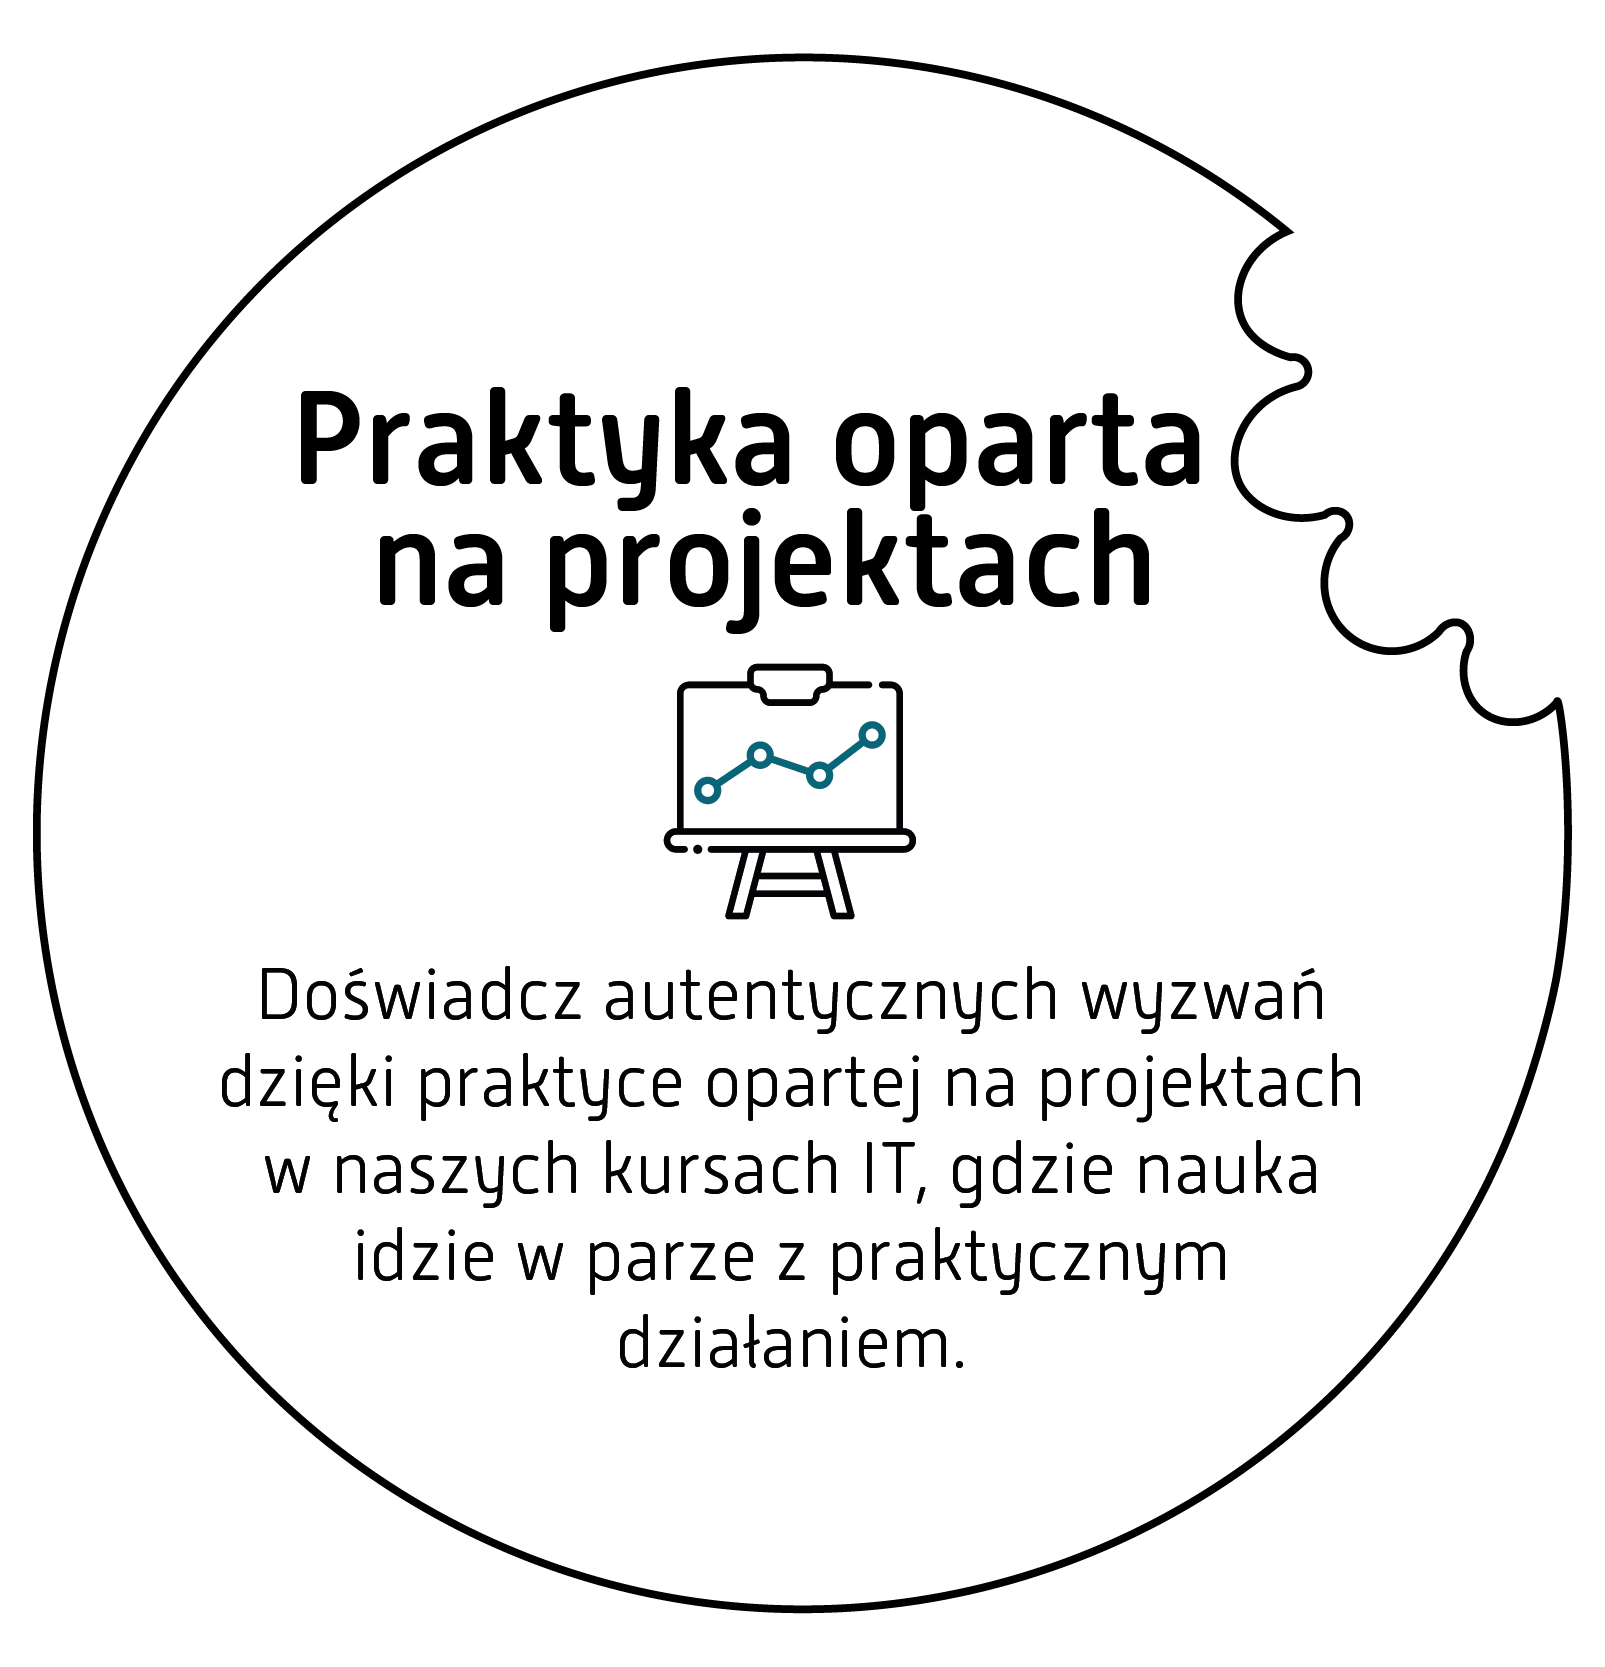 Praktyka oparta
na projektach
Doświadcz autentycznych wyzwań
dzięki praktyce opartej na projektach
w naszych kursach IT, gdzie nauka
idzie w parze z praktycznym
działaniem.